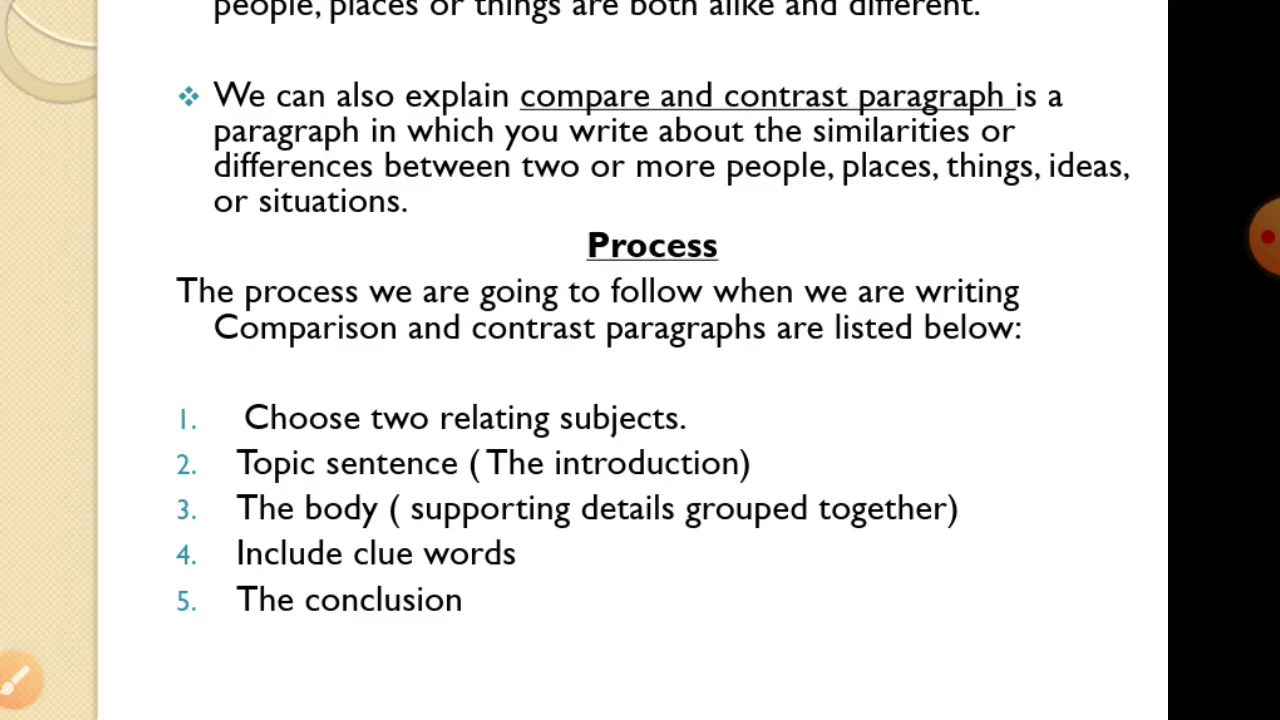 people, places or things are both alike and different.
❖ We can also explain compare and contrast paragraph is a
paragraph in which you write about the similarities or
differences between two or more people, places, things, ideas,
or situations.
Process
The process we are going to follow when we are writing
Comparison and contrast paragraphs are listed below:
1. Choose two relating subjects.
2. Topic sentence ( The introduction)
3. The body ( supporting details grouped together)
4. Include clue words
5. The conclusion